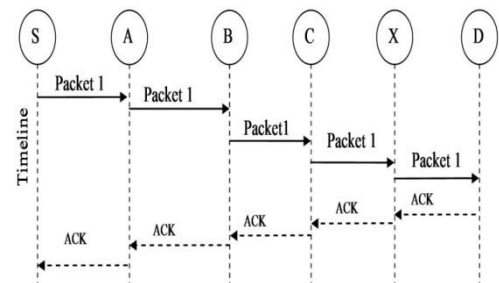 S A B C X D
Packet 1
Packet 1
Packet1
Packet 1
Packet 1
Timeline
ACK
ACK
ACK
ACK
ACK